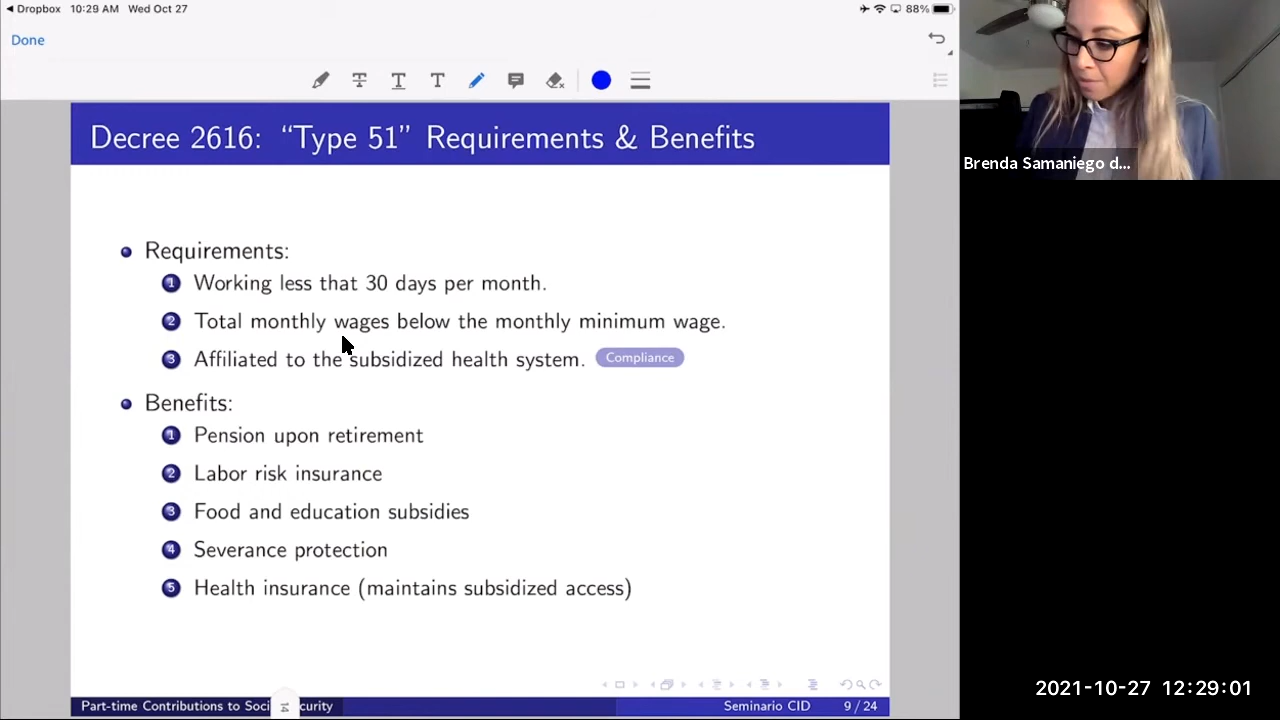 Dropbox 10:29 AM Wed Oct 27 88%
Done
Decree 2616: “Type 51” Requirements & Benefits
Requirements:
1 Working less that 30 days per month.
2 Total monthly wages below the monthly minimum wage.
3 Affiliated to the subsidized health system. Compliance
Benefits:
1 Pension upon retirement
2 Labor risk insurance
3 Food and education subsidies
4 Severance protection
5 Health insurance (maintains subsidized access)
Part-time Contributions to Soci curity Seminario CID 9 / 24
14
Brenda Samaniego d...
2021-10-27 12:29:01